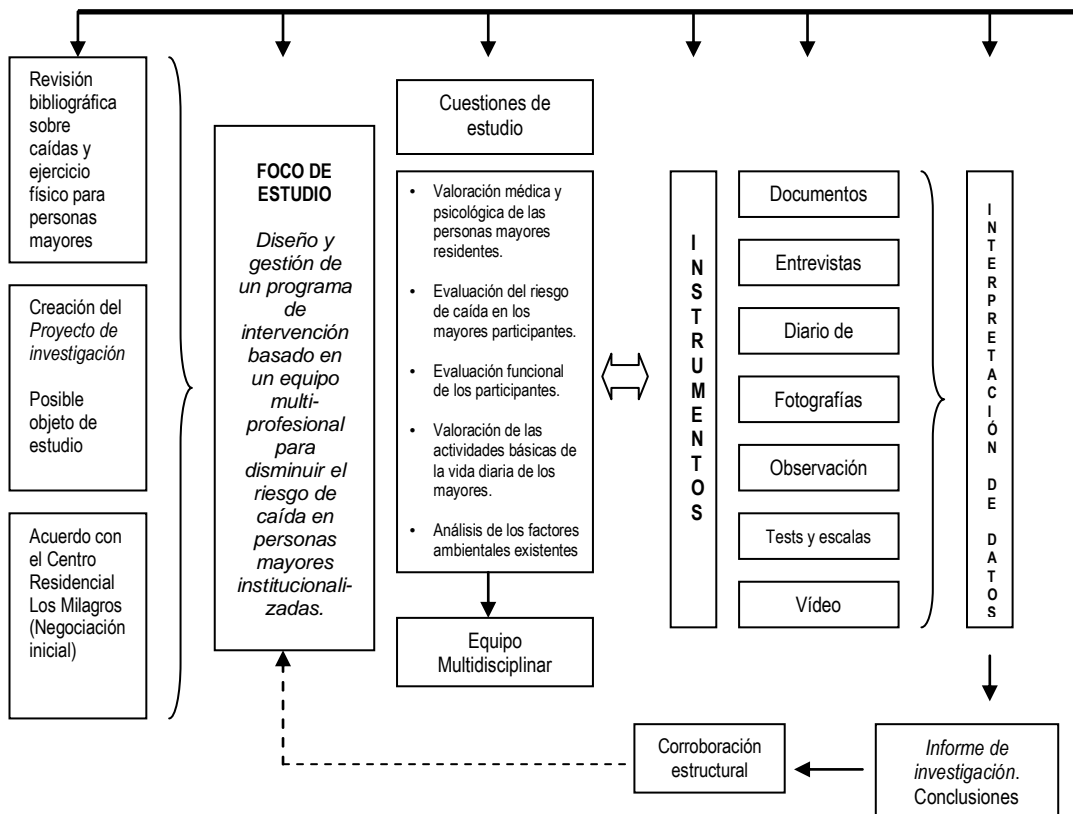 Revisión
bibliográfica
sobre
caídas y
ejercicio
físico para
personas
mayores
Creación del
Proyecto de
investigación
Posible
objeto de
estudio
Acuerdo con
el Centro
Residencial
Los Milagros
(Negociación
inicial)
FOCO DE
ESTUDIO
Diseño y
gestión de
un programa
de
intervención
basado en
un equipo
multi-
profesional
para
disminuir el
riesgo de
caída en
personas
mayores
institucionali-
zadas.
Cuestiones de
estudio
• Valoración médica y
psicológica de las
personas mayores
residentes.
• Evaluación del riesgo
de caída en los
mayores participantes.
• Evaluación funcional
de los participantes.
• Valoración de las
actividades básicas de
la vida diaria de los
mayores.
• Análisis de los factores
ambientales existentes
Equipo
Multidisciplinar
INSTRUMENTOS
Documentos
Entrevistas
Diario de
Fotografías
Observación
Tests y escalas
Vídeo
INTERPRETACIÓN DE DATOS
Informe de
investigación.
Conclusiones
Corroboración
estructural